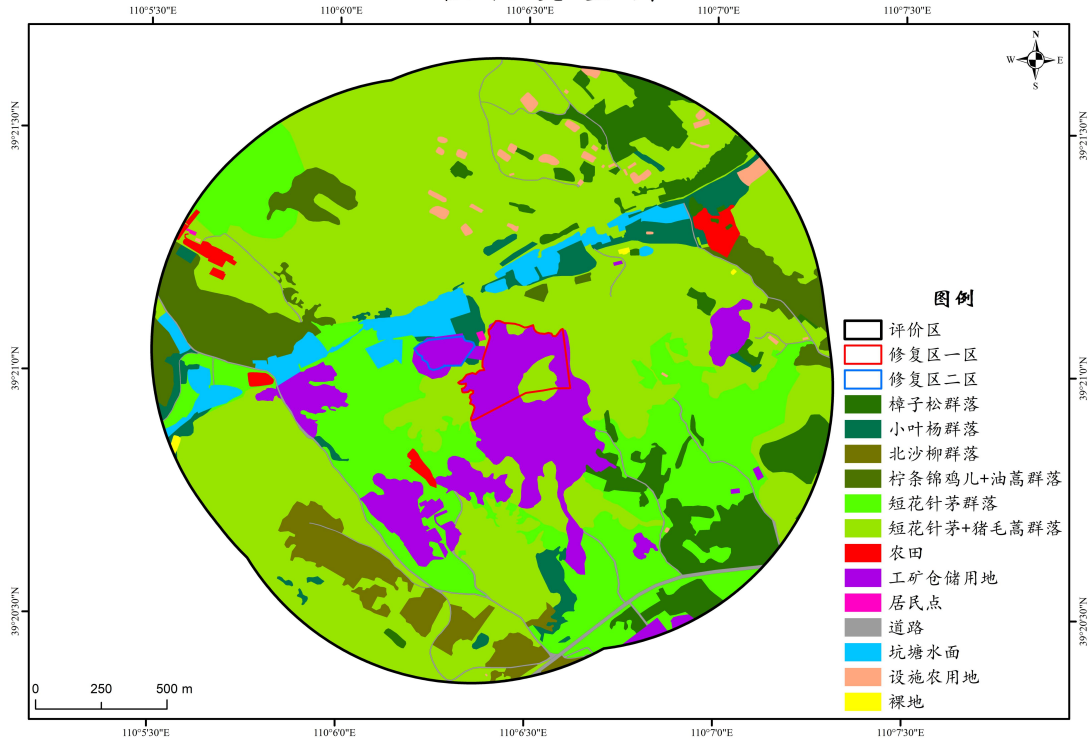 110°5'30"E 110°6'0"E 110°6'30"E 110°7'0"E 110°7'30"E
N
W E
S
39°21'30"N 39°21'30"N
39°21'0"N 39°21'0"N
39°20'30"N 39°20'30"N
图例
评价区
修复区一区
修复区二区
樟子松群落
小叶杨群落
北沙柳群落
柠条锦鸡儿+油蒿群落
短花针茅群落
短花针茅+猪毛蒿群落
农田
工矿仓储用地
居民点
道路
坑塘水面
设施农用地
裸地
0 250 500 m
110°5'30"E 110°6'0"E 110°6'30"E 110°7'0"E 110°7'30"E